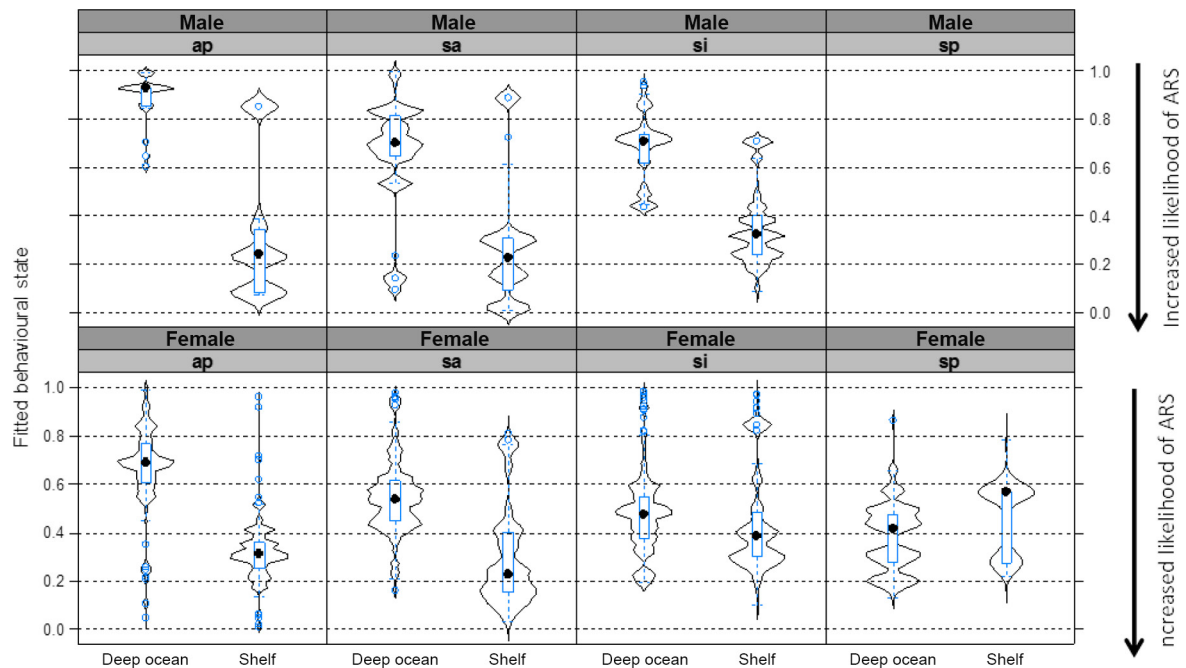 Male Male Male Male
ap sa si sp
1.0
0.8
0.6
0.4
0.2
0.0
Increased likelihood of ARS
Fitted behavioural state
Female Female Female Female
ap sa si sp
1.0
0.8
0.6
0.4
0.2
0.0
ncreased likelihood of ARS
Deep ocean Shelf Deep ocean Shelf Deep ocean Shelf Deep ocean Shelf